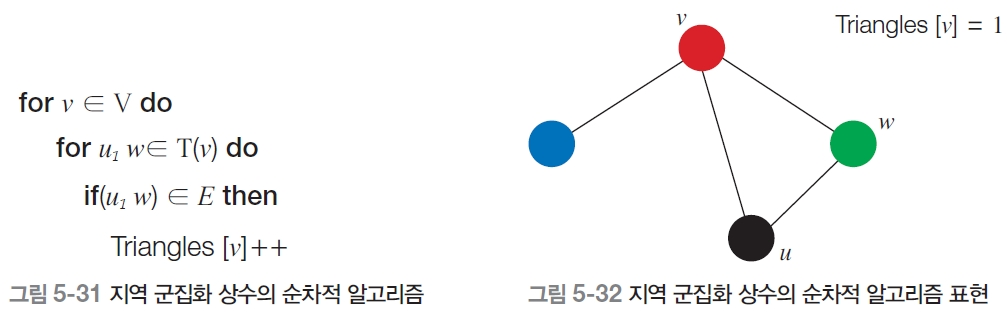 for v ∈ V do
for u₁ w∈ T(v) do
if(u₁ w) ∈ E then
Triangles [v]++
그림 5-31 지역 군집화 상수의 순차적 알고리즘
Triangles [v] = 1
v
w
u
그림 5-32 지역 군집화 상수의 순차적 알고리즘 표현